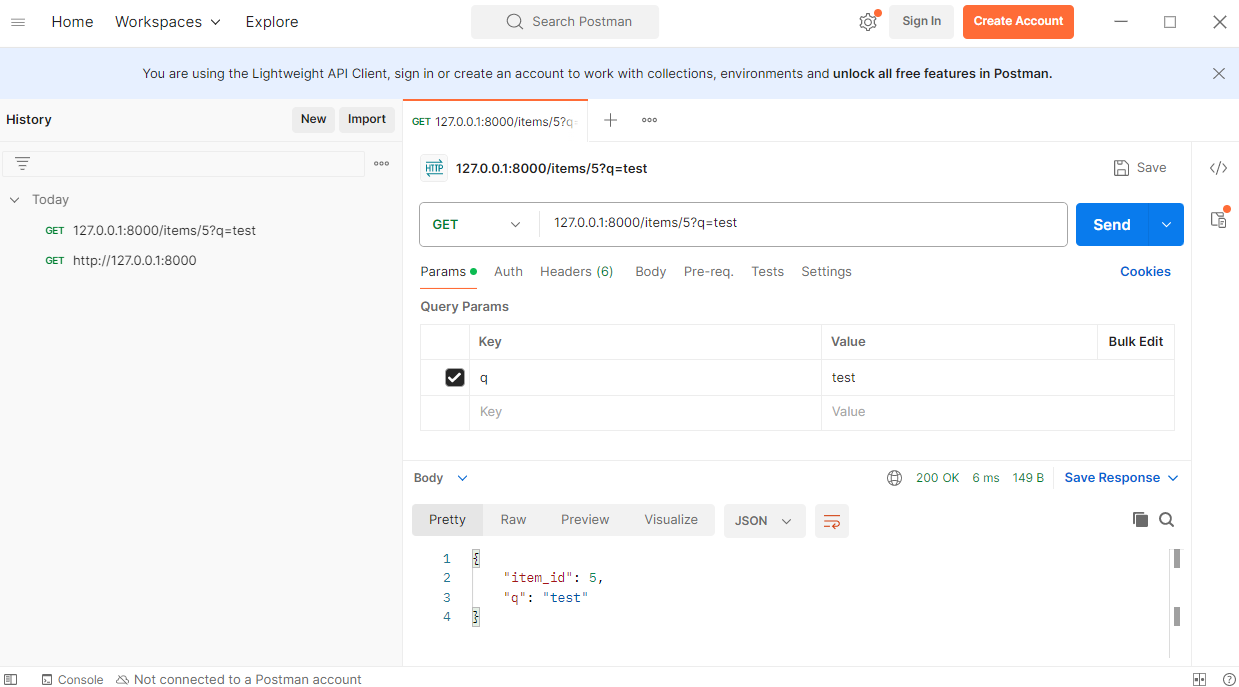 Home Workspaces Explore Search Postman Sign In Create Account
You are using the Lightweight API Client, sign in or create an account to work with collections, environments and unlock all free features in Postman.
History New Import
GET 127.0.0.1:8000/items/5?q=
HTTP 127.0.0.1:8000/items/5?q=test Save
Today
GET 127.0.0.1:8000/items/5?q=test
GET http://127.0.0.1:8000
GET 127.0.0.1:8000/items/5?q=test Send
Params Auth Headers (6) Body Pre-req. Tests Settings Cookies
Query Params
Key Value Bulk Edit
q test
Key Value
Body 200 OK 6 ms 149 B Save Response
Pretty Raw Preview Visualize JSON
1 {
2 "item_id": 5,
3 "q": "test"
4 }
Console Not connected to a Postman account